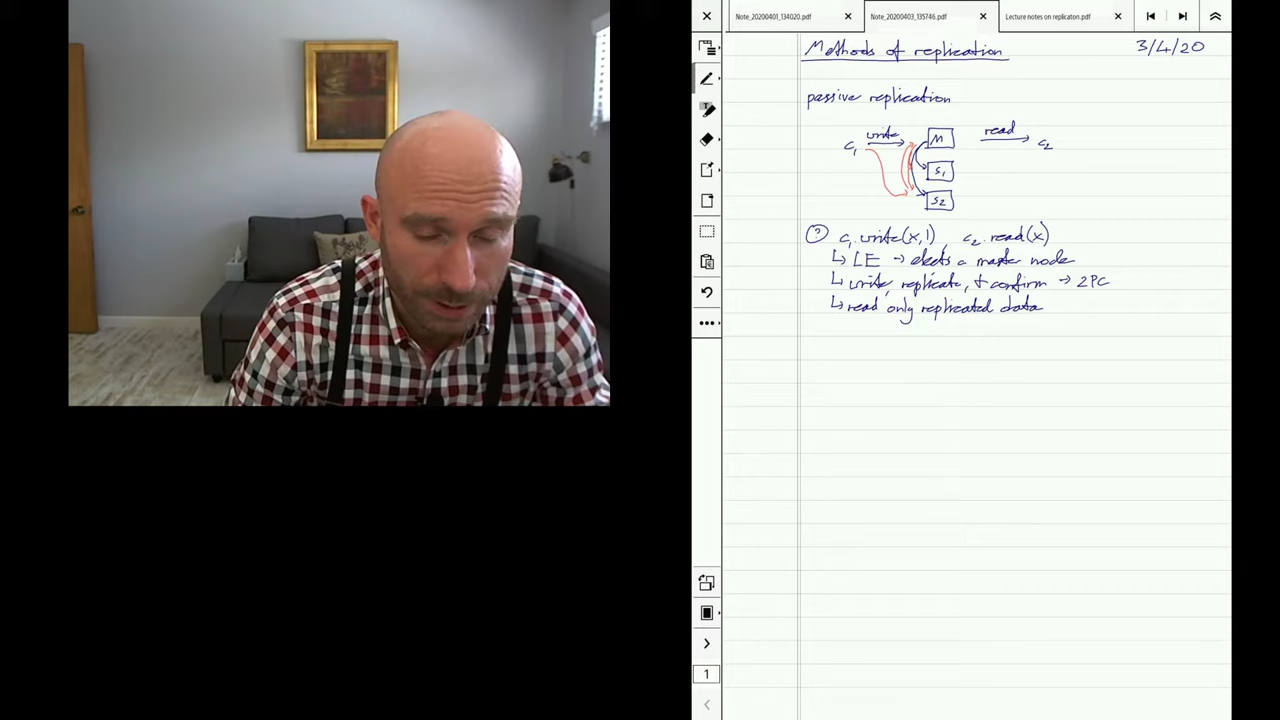 Note_20200401_134020.pdf
Note_20200403_135746.pdf
Lecture notes on replicaton.pdf
Methods of replication 3/4/20
passive replication
c1 write M read c2
S1
S2
? c1.write(x,1), c2.read(x)
↳ LE → elects a master node
↳ write, replicate, + confirm → 2PC
↳ read only replicated data
T
1